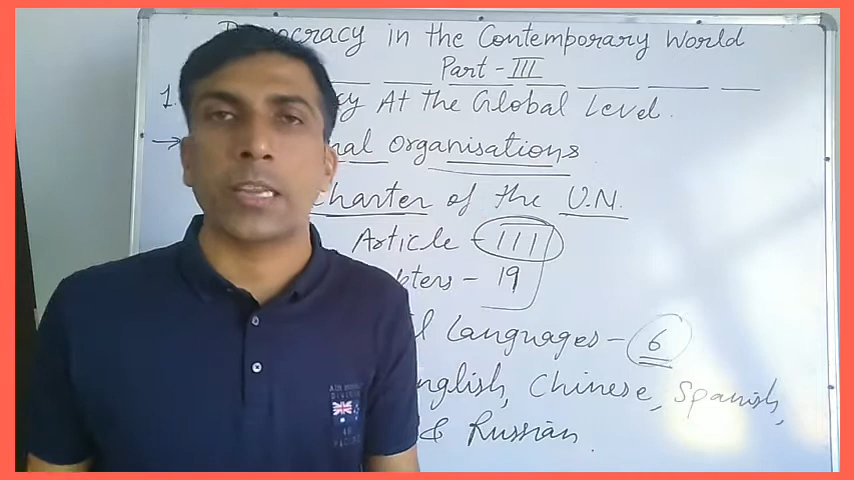 in the Contemporary World
Part - III
1. At the Global Level.
→ Organisations
Charter of the U.N.
Article - 111
- 19
Languages - 6
English, Chinese, Spanish,
& Russian.